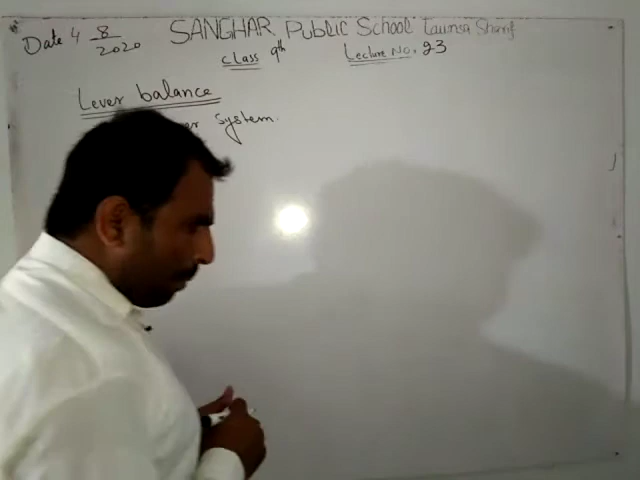 Date 4 8/2020 SANGHAR Public School Taunsa Sharif
Class 9th Lecture No. 23
Lever balance
system.